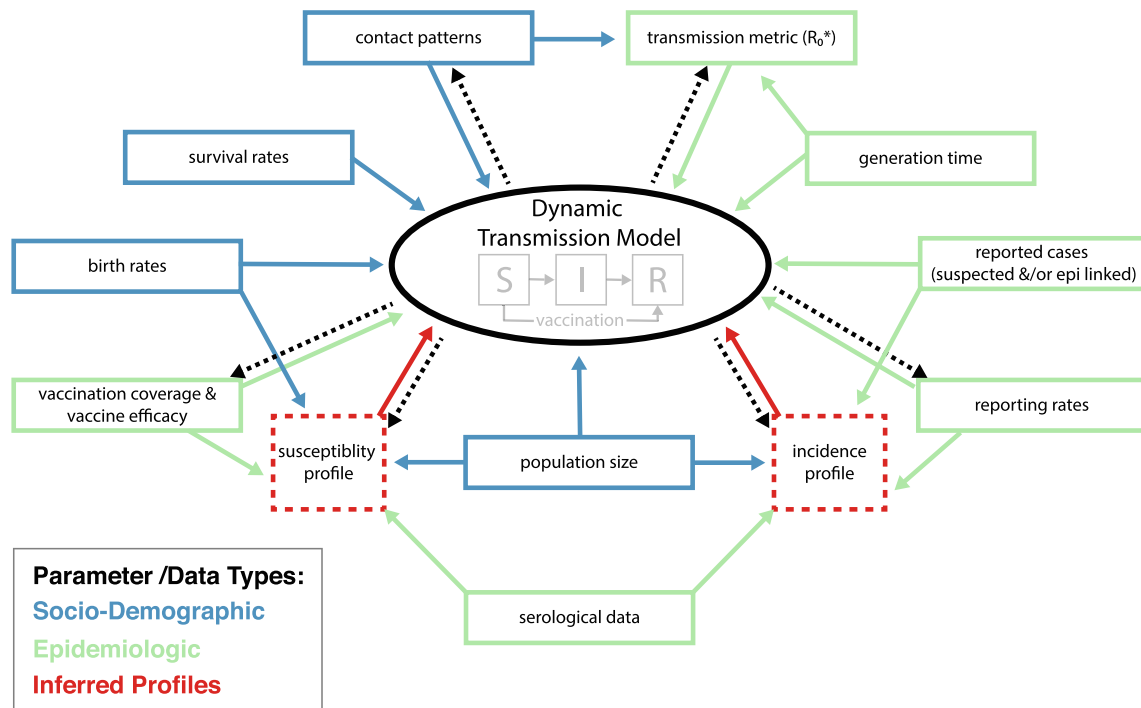 contact patterns
transmission metric (R₀*)
survival rates
generation time
Dynamic
Transmission Model
S I R
vaccination
birth rates
reported cases
(suspected &/or epi linked)
vaccination coverage &
vaccine efficacy
reporting rates
susceptiblity
profile
population size
incidence
profile
serological data
Parameter /Data Types:
Socio-Demographic
Epidemiologic
Inferred Profiles